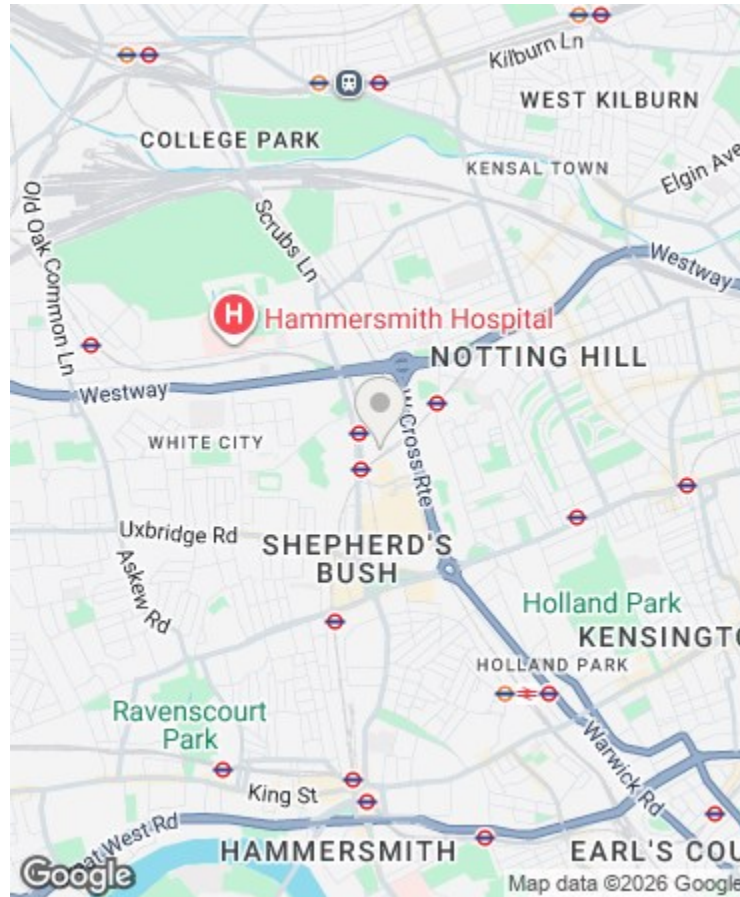 Kilburn Ln
WEST KILBURN
COLLEGE PARK
KENSAL TOWN
Elgin Ave
Old Oak Common Ln
Scrubs Ln
Westway
H
Hammersmith Hospital
NOTTING HILL
Westway
W Cross Rte
WHITE CITY
Uxbridge Rd
SHEPHERD'S
BUSH
Askew Rd
Holland Park
KENSINGTO
HOLLAND PARK
Ravenscourt
Park
Warwick Rd
King St
eat West Rd
HAMMERSMITH
EARL'S COU
Google
Map data ©2026 Google